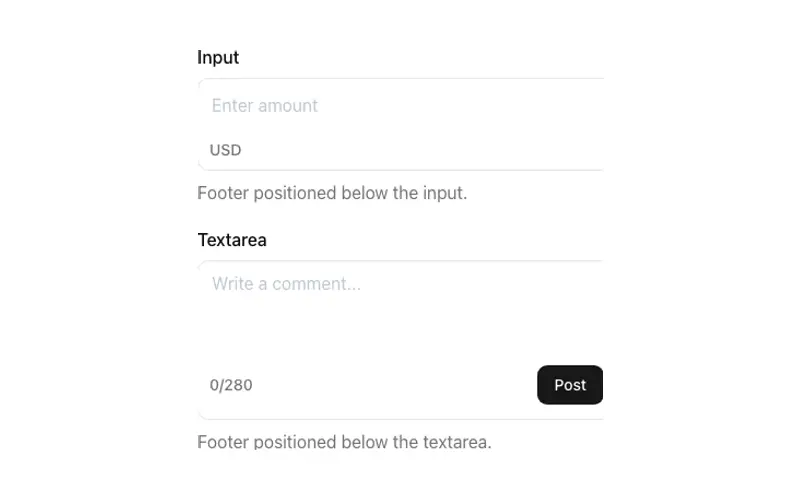 Input
Enter amount
USD
Footer positioned below the input.
Textarea
Write a comment...
0/280
Post
Footer positioned below the textarea.